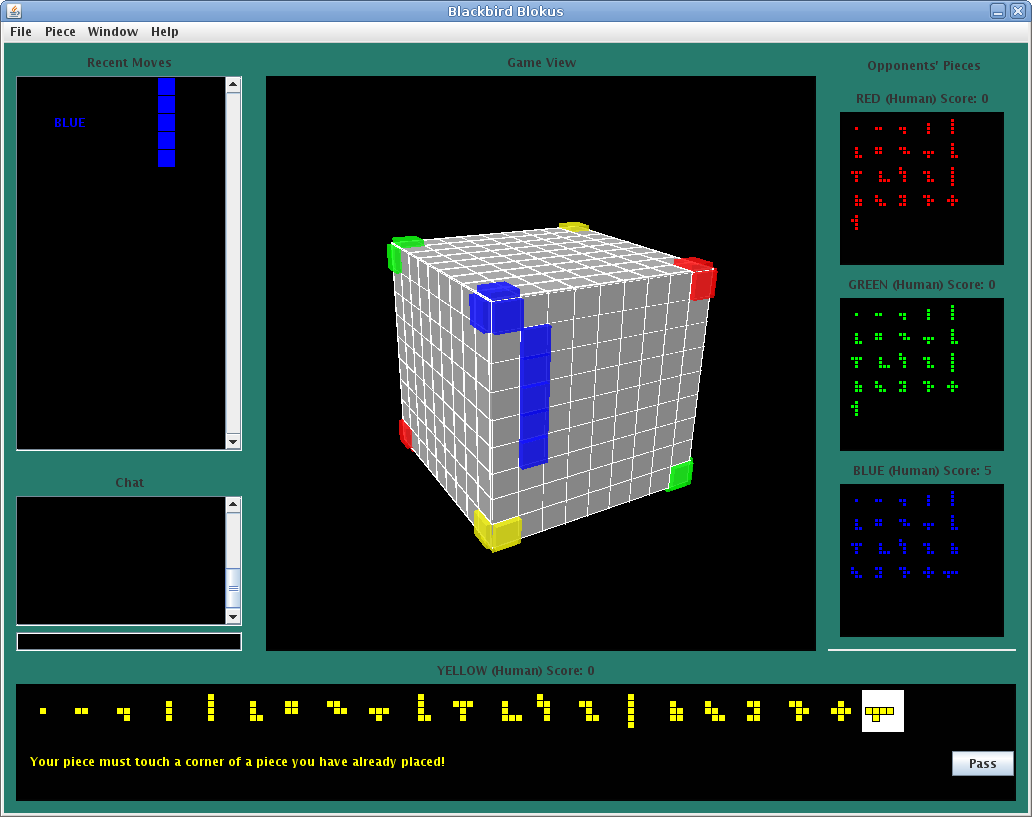 Blackbird Blokus
File Piece Window Help
Recent Moves
BLUE
Game View
Opponents' Pieces
RED (Human) Score: 0
GREEN (Human) Score: 0
BLUE (Human) Score: 5
Chat
YELLOW (Human) Score: 0
Your piece must touch a corner of a piece you have already placed!
Pass